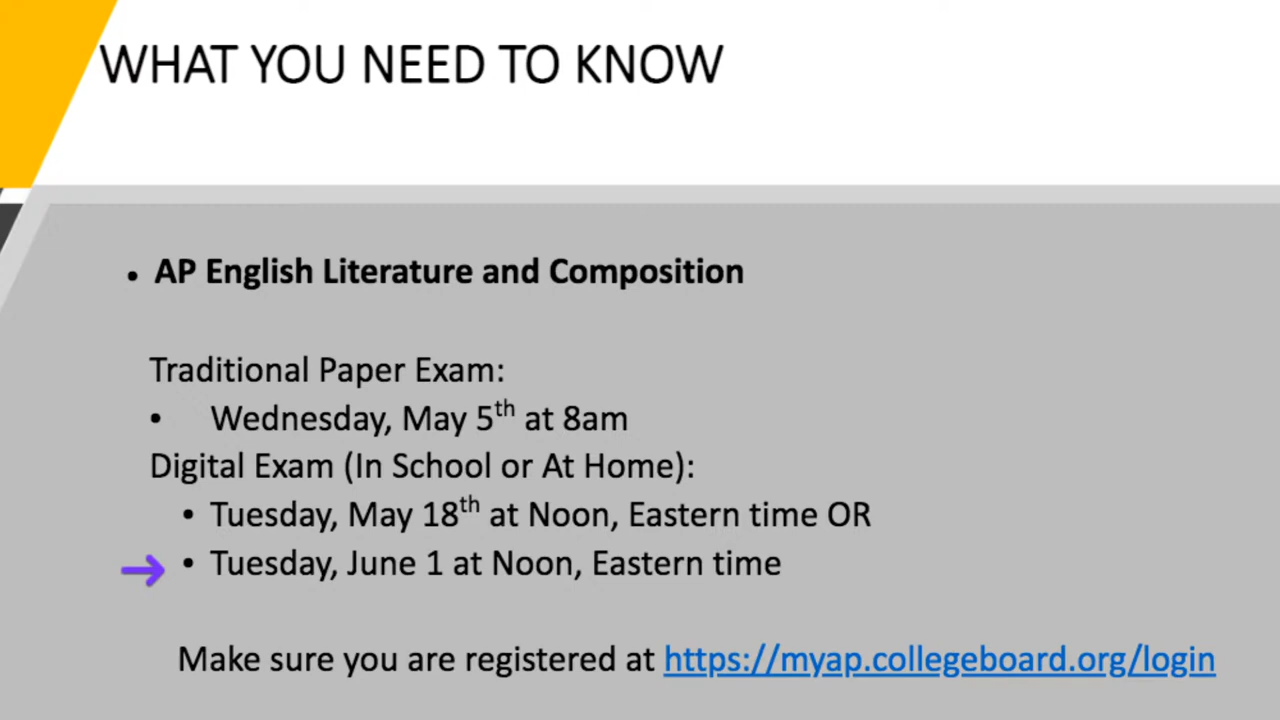 WHAT YOU NEED TO KNOW
• AP English Literature and Composition
Traditional Paper Exam:
• Wednesday, May 5th at 8am
Digital Exam (In School or At Home):
• Tuesday, May 18th at Noon, Eastern time OR
• Tuesday, June 1 at Noon, Eastern time
Make sure you are registered at https://myap.collegeboard.org/login